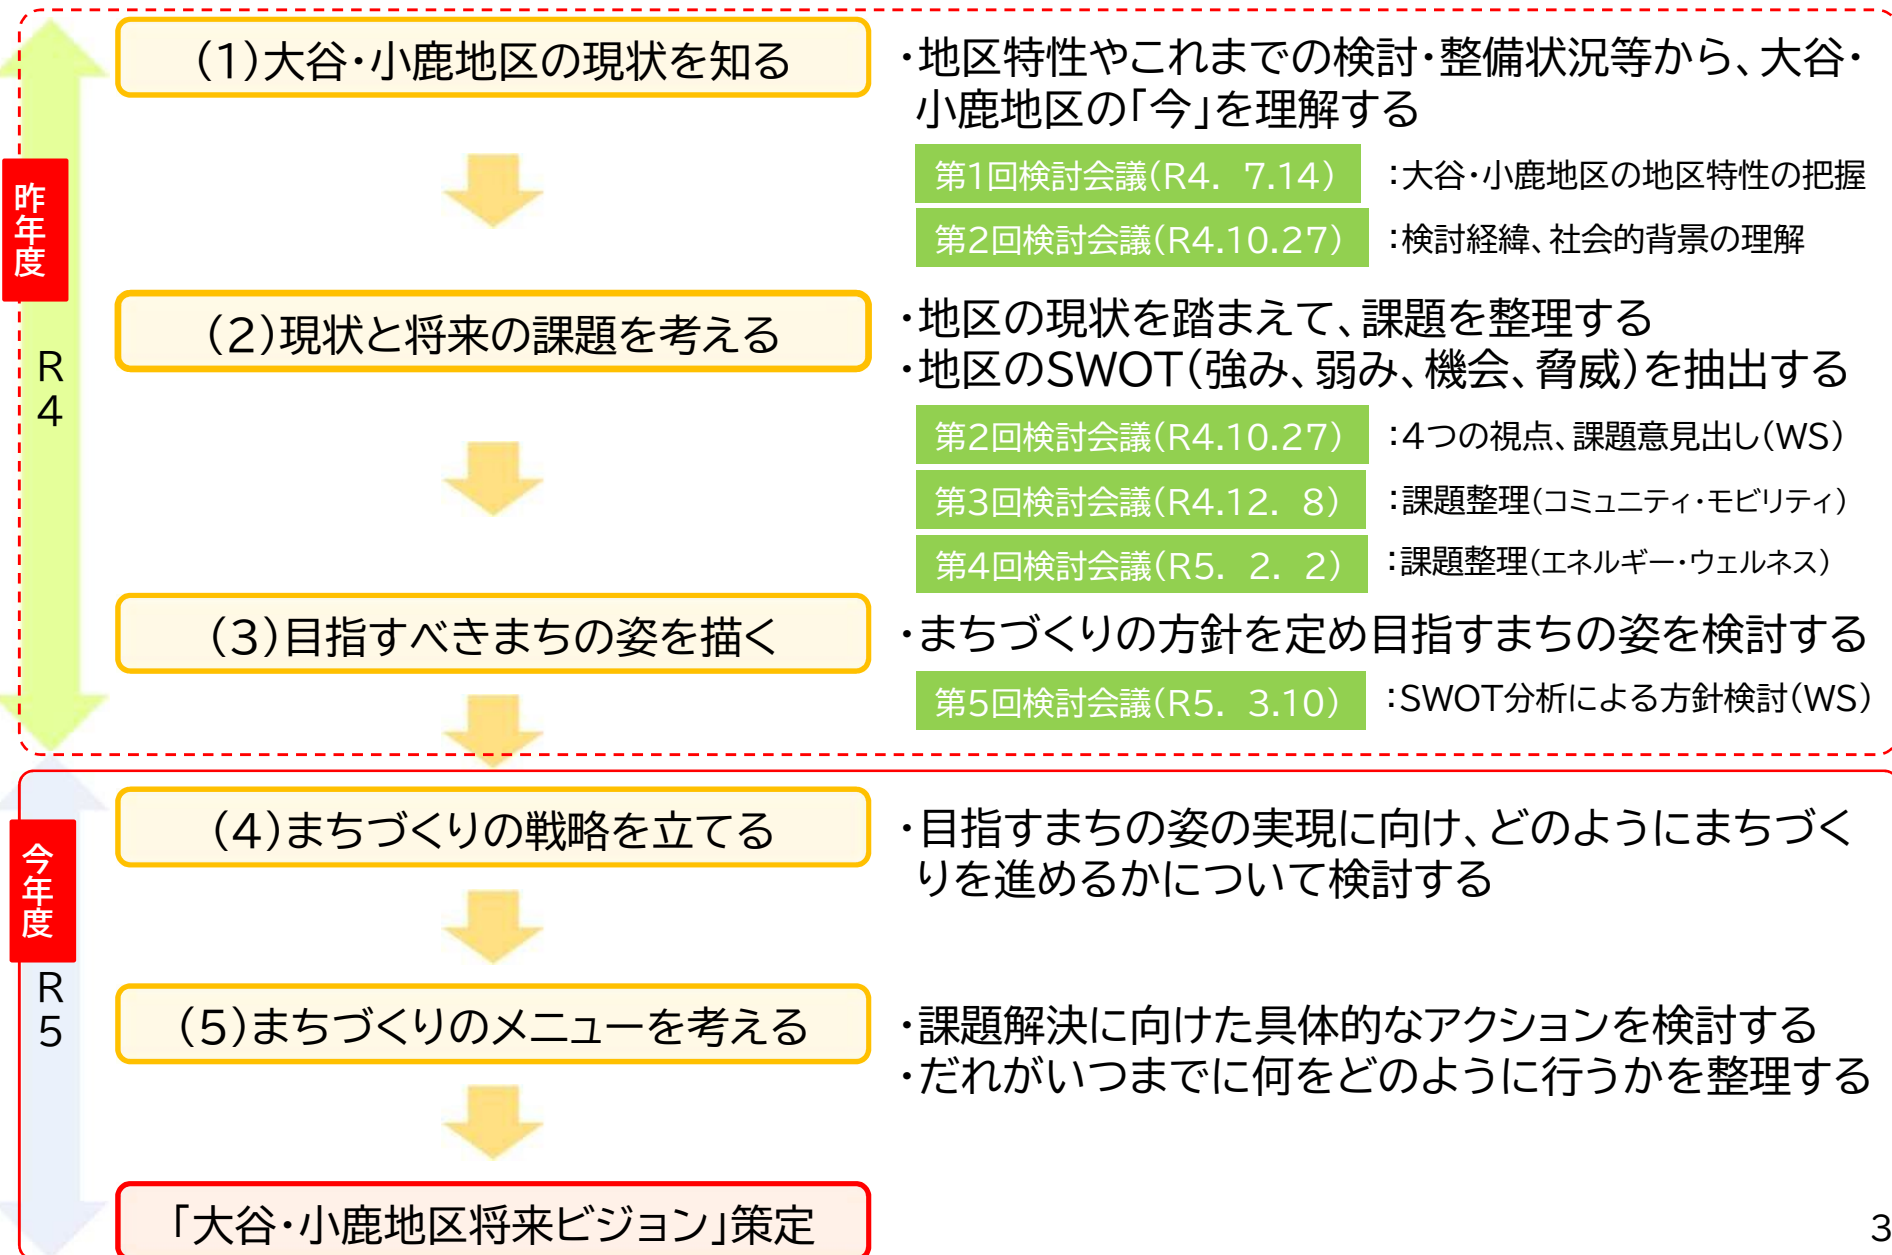 昨年度
R4
(1)大谷・小鹿地区の現状を知る
・地区特性やこれまでの検討・整備状況等から、大谷・
小鹿地区の「今」を理解する
第1回検討会議(R4. 7.14)
:大谷・小鹿地区の地区特性の把握
第2回検討会議(R4.10.27)
:検討経緯、社会的背景の理解
(2)現状と将来の課題を考える
・地区の現状を踏まえて、課題を整理する
・地区のSWOT(強み、弱み、機会、脅威)を抽出する
第2回検討会議(R4.10.27)
:4つの視点、課題意見出し(WS)
第3回検討会議(R4.12. 8)
:課題整理(コミュニティ・モビリティ)
第4回検討会議(R5. 2. 2)
:課題整理(エネルギー・ウェルネス)
(3)目指すべきまちの姿を描く
・まちづくりの方針を定め目指すまちの姿を検討する
第5回検討会議(R5. 3.10)
:SWOT分析による方針検討(WS)
今年度
R5
(4)まちづくりの戦略を立てる
・目指すまちの姿の実現に向け、どのようにまちづく
りを進めるかについて検討する
(5)まちづくりのメニューを考える
・課題解決に向けた具体的なアクションを検討する
・だれがいつまでに何をどのように行うかを整理する
「大谷・小鹿地区将来ビジョン」策定
3